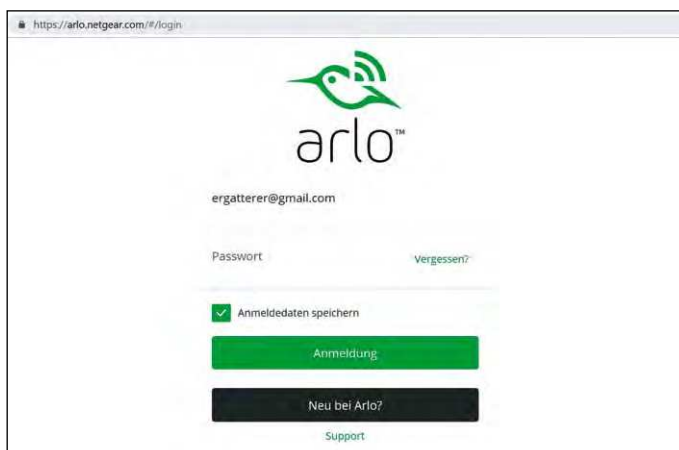 https://arlo.netgear.com/#/login
arlo™
ergatterer@gmail.com
Passwort Vergessen?
Anmeldedaten speichern
Anmeldung
Neu bei Arlo?
Support